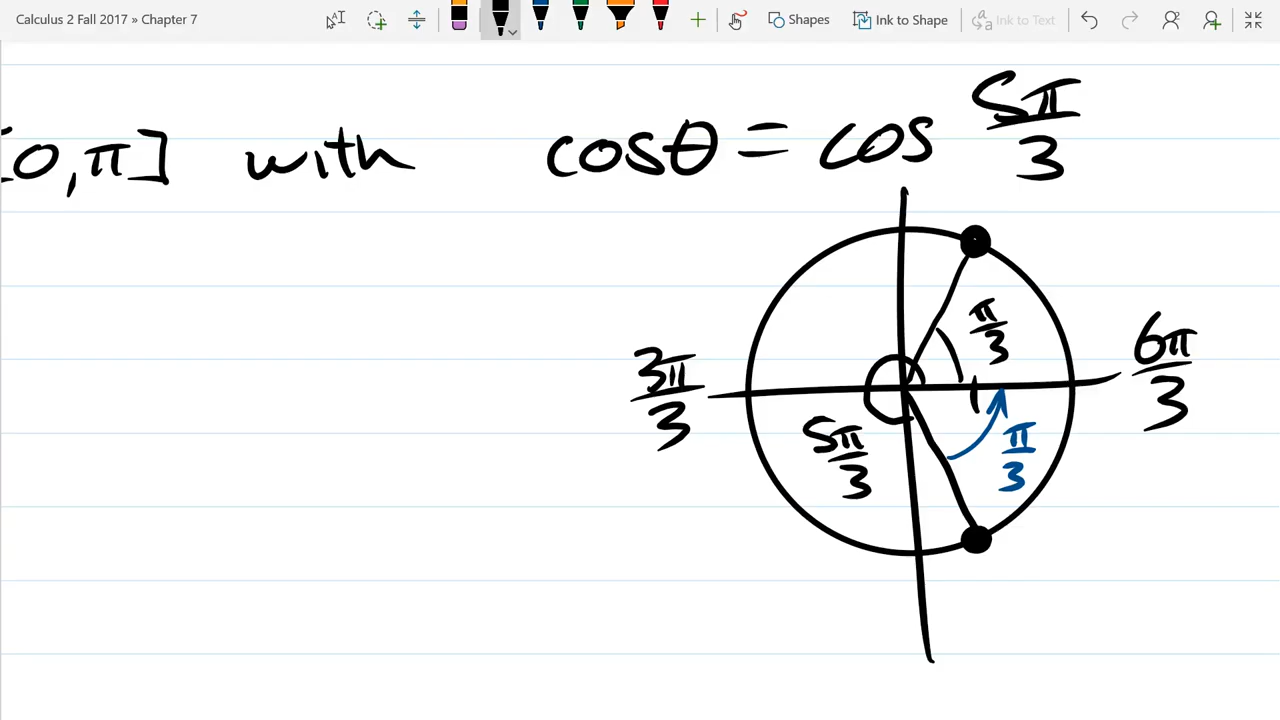 Calculus 2 Fall 2017 » Chapter 7
Shapes
Ink to Shape
Ink to Text
[0,π] with cosθ = cos 5π/3
π/3
3π/3
6π/3
5π/3
π/3